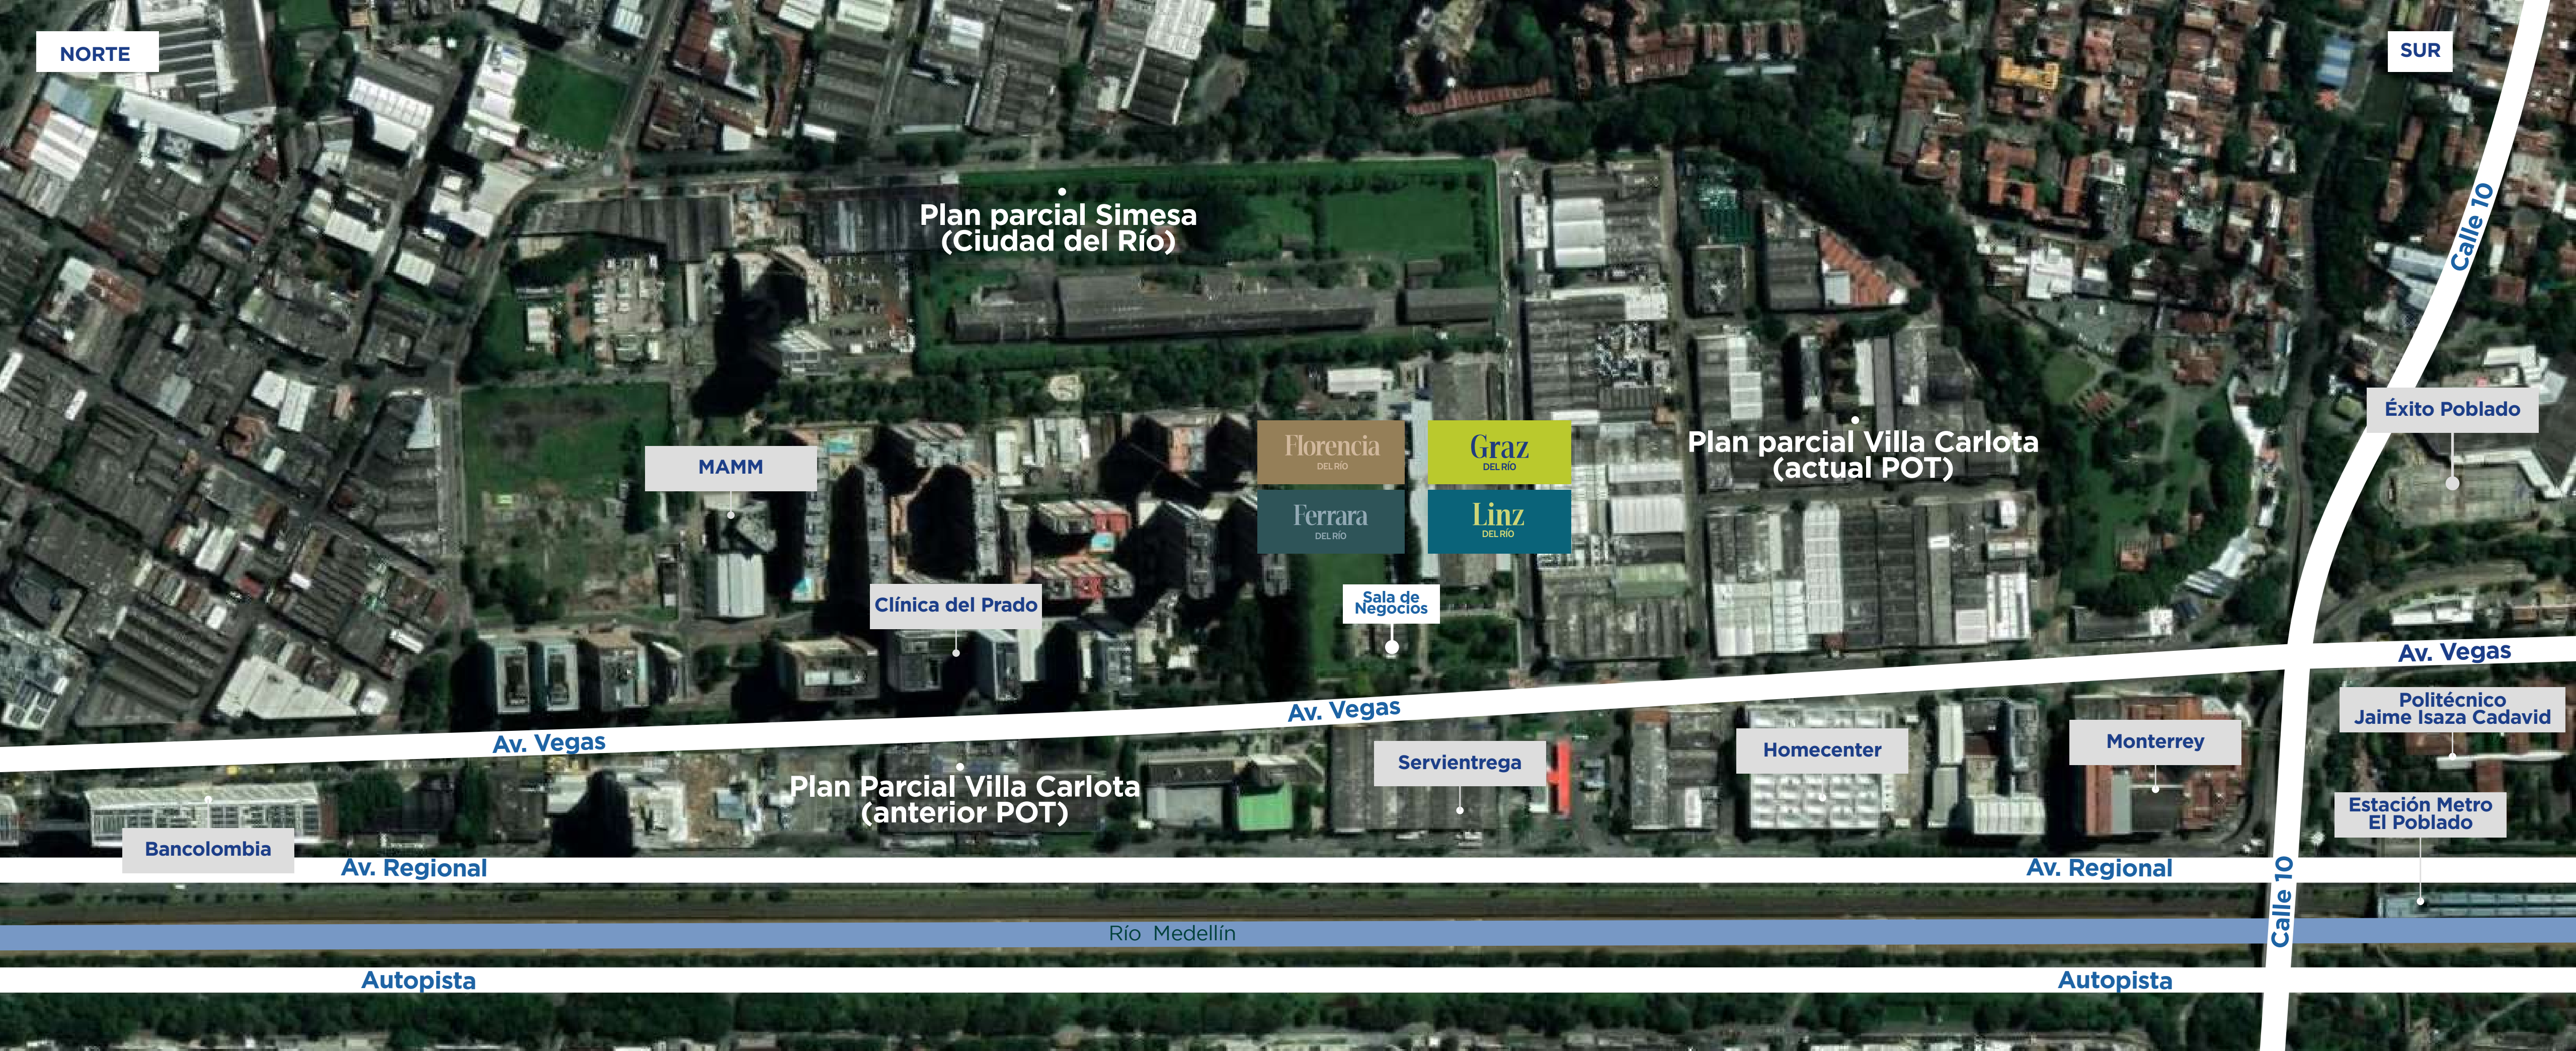 NORTE
SUR
Calle 10
Plan parcial Simesa
(Ciudad del Río)
Éxito Poblado
Florencia
DEL RÍO
Graz
DEL RÍO
Plan parcial Villa Carlota
(actual POT)
MAMM
Ferrara
DEL RÍO
Linz
DEL RÍO
Clínica del Prado
Sala de
Negocios
Av. Vegas
Av. Vegas
Av. Vegas
Politécnico
Jaime Isaza Cadavid
Monterrey
Homecenter
Servientrega
Plan Parcial Villa Carlota
(anterior POT)
Estación Metro
El Poblado
Bancolombia
Av. Regional
Av. Regional
Calle 10
Río Medellín
Autopista
Autopista